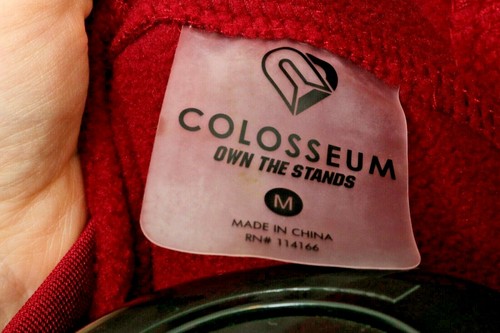 COLOSSEUM
OWN THE STANDS
M
MADE IN CHINA
RN# 114166